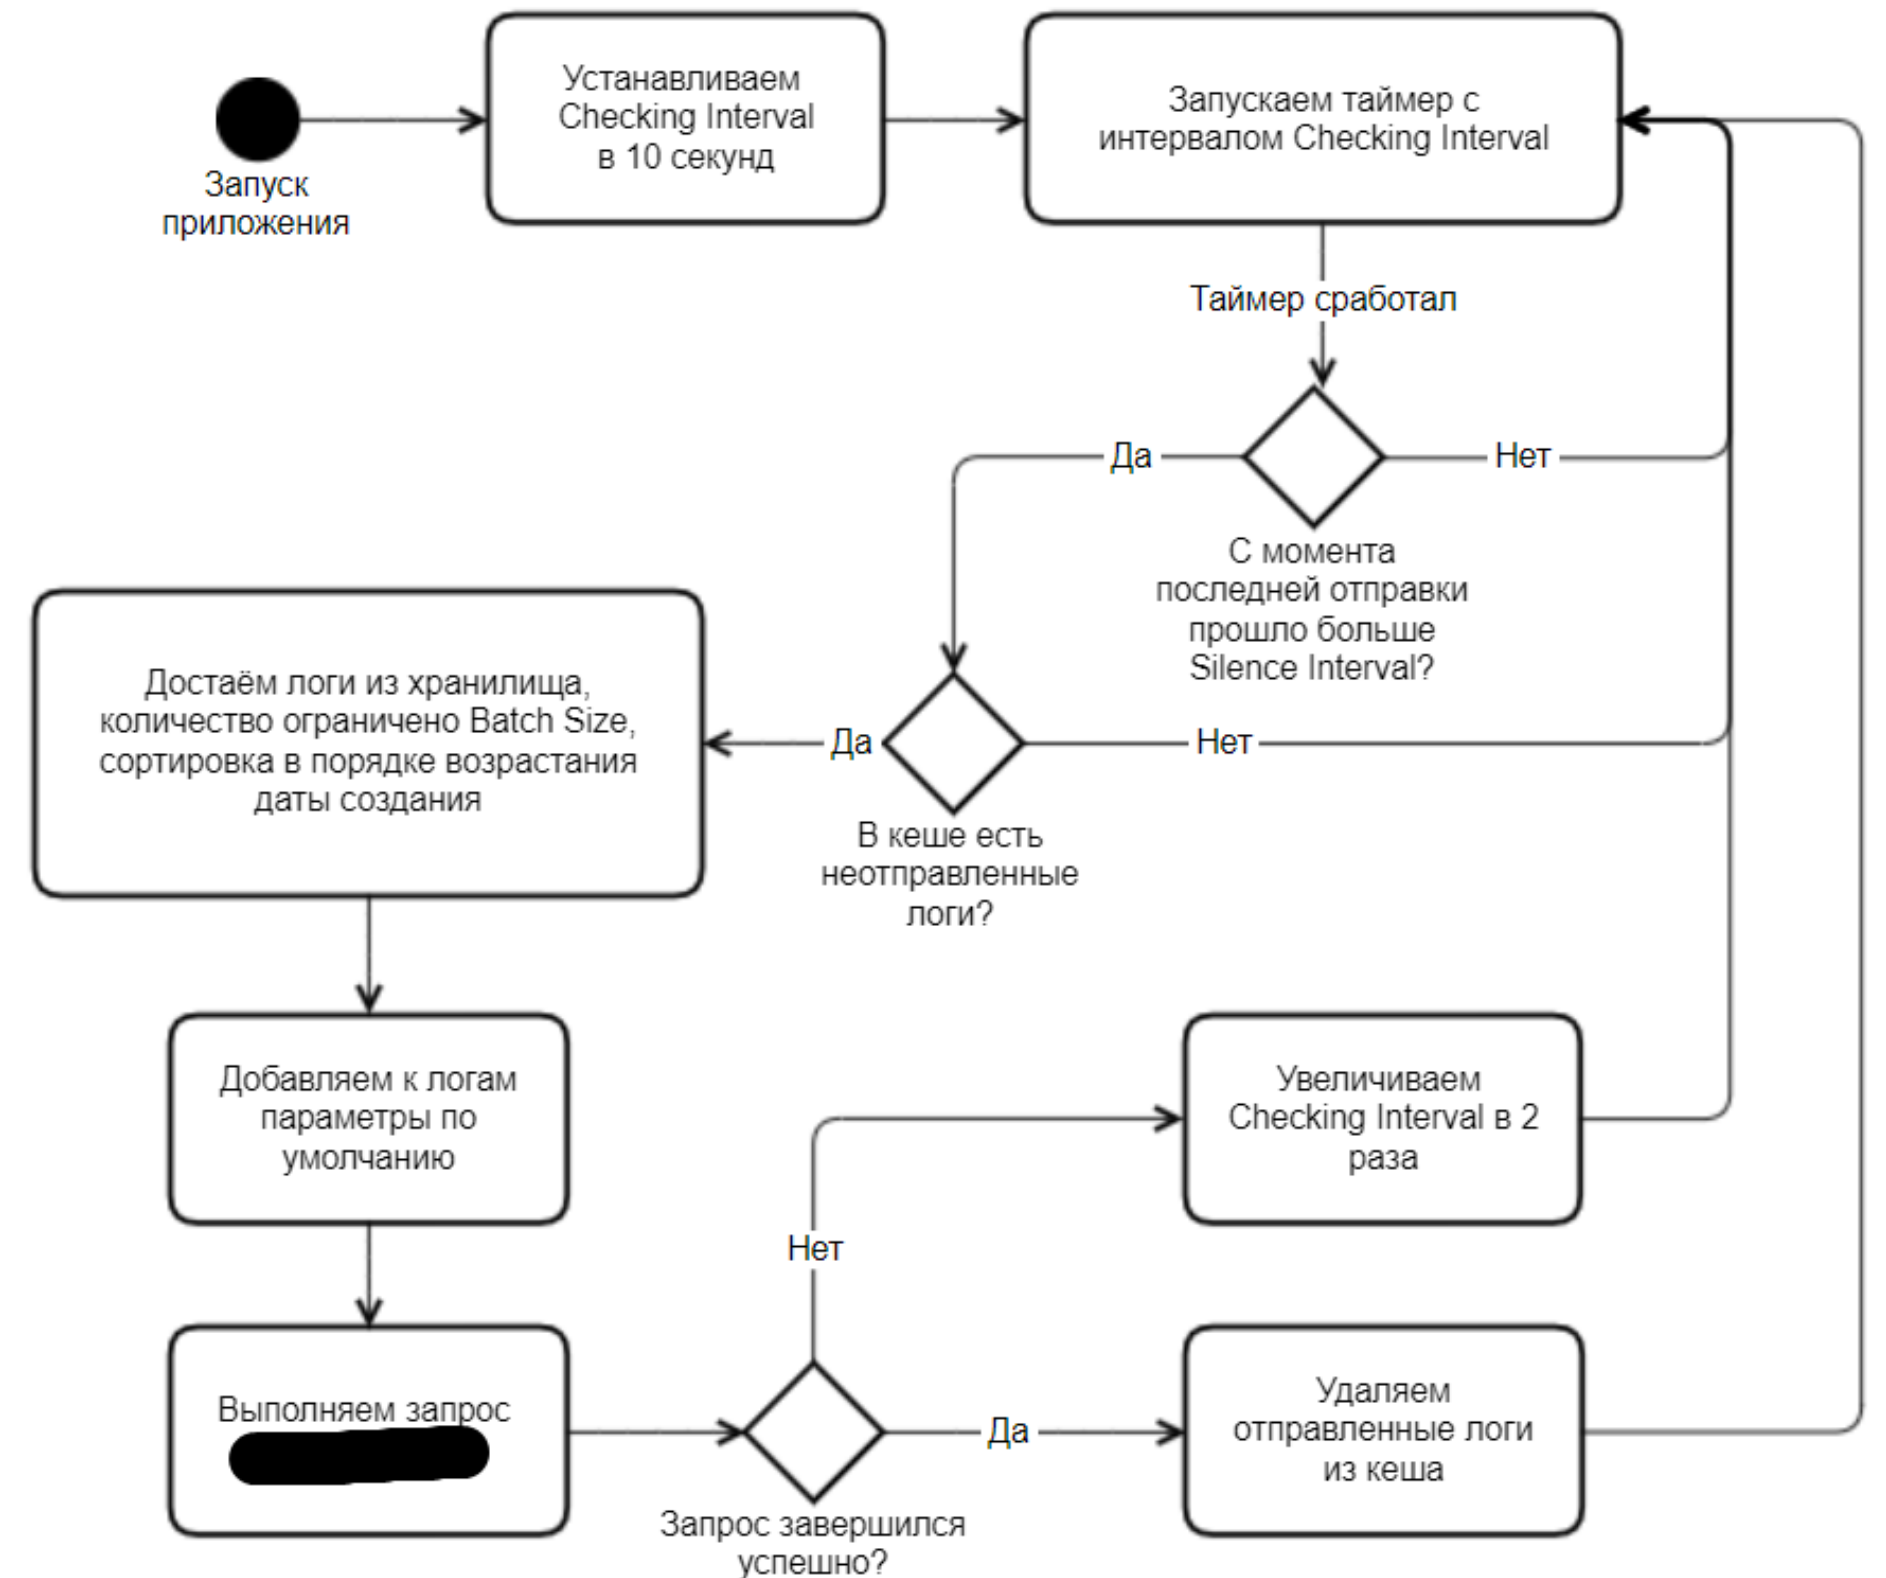 Запуск
приложения
Устанавливаем
Checking Interval
в 10 секунд
Запускаем таймер с
интервалом Checking Interval
Таймер сработал
Да
Нет
С момента
последней отправки
прошло больше
Silence Interval?
Достаём логи из хранилища,
количество ограничено Batch Size,
сортировка в порядке возрастания
даты создания
Да
Нет
В кеше есть
неотправленные
логи?
Добавляем к логам
параметры по
умолчанию
Увеличиваем
Checking Interval в 2
раза
Нет
Выполняем запрос
Да
Удаляем
отправленные логи
из кеша
Запрос завершился
успешно?